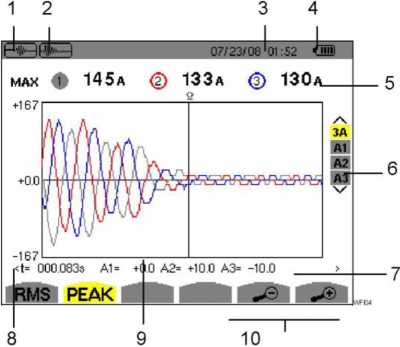 1 2 3 4
07/23/08 01:52
MAX 1 145A 2 133A 3 130A
5
+167
+0.0
-167
3A
A1
A2
A3
6
<t= 000.083s A1= +0.0 A2= +10.0 A3= -10.0 >
7
RMS PEAK
8 9 10